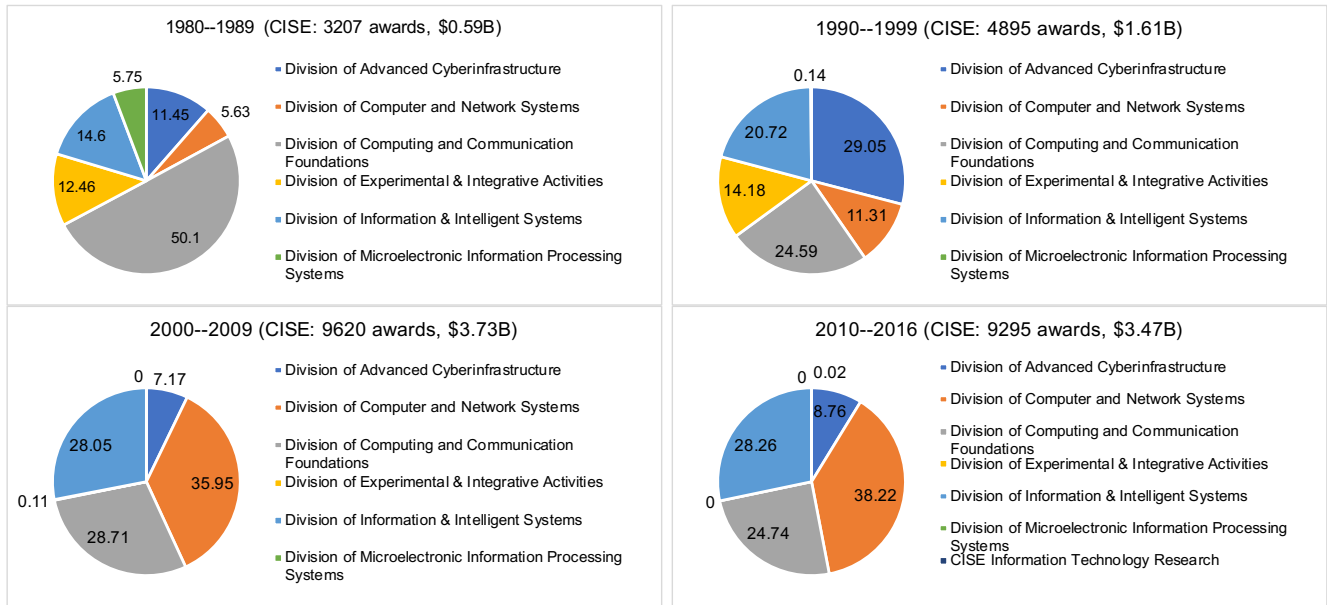 1980--1989 (CISE: 3207 awards, $0.59B)
5.75
11.45
5.63
14.6
12.46
50.1
Division of Advanced Cyberinfrastructure
Division of Computer and Network Systems
Division of Computing and Communication
Foundations
Division of Experimental & Integrative Activities
Division of Information & Intelligent Systems
Division of Microelectronic Information Processing
Systems
1990--1999 (CISE: 4895 awards, $1.61B)
0.14
20.72
29.05
14.18
11.31
24.59
Division of Advanced Cyberinfrastructure
Division of Computer and Network Systems
Division of Computing and Communication
Foundations
Division of Experimental & Integrative Activities
Division of Information & Intelligent Systems
Division of Microelectronic Information Processing
Systems
2000--2009 (CISE: 9620 awards, $3.73B)
0
7.17
28.05
35.95
0.11
28.71
Division of Advanced Cyberinfrastructure
Division of Computer and Network Systems
Division of Computing and Communication
Foundations
Division of Experimental & Integrative Activities
Division of Information & Intelligent Systems
Division of Microelectronic Information Processing
Systems
2010--2016 (CISE: 9295 awards, $3.47B)
0
0.02
8.76
28.26
38.22
0
24.74
Division of Advanced Cyberinfrastructure
Division of Computer and Network Systems
Division of Computing and Communication
Foundations
Division of Experimental & Integrative Activities
Division of Information & Intelligent Systems
Division of Microelectronic Information Processing
Systems
CISE Information Technology Research